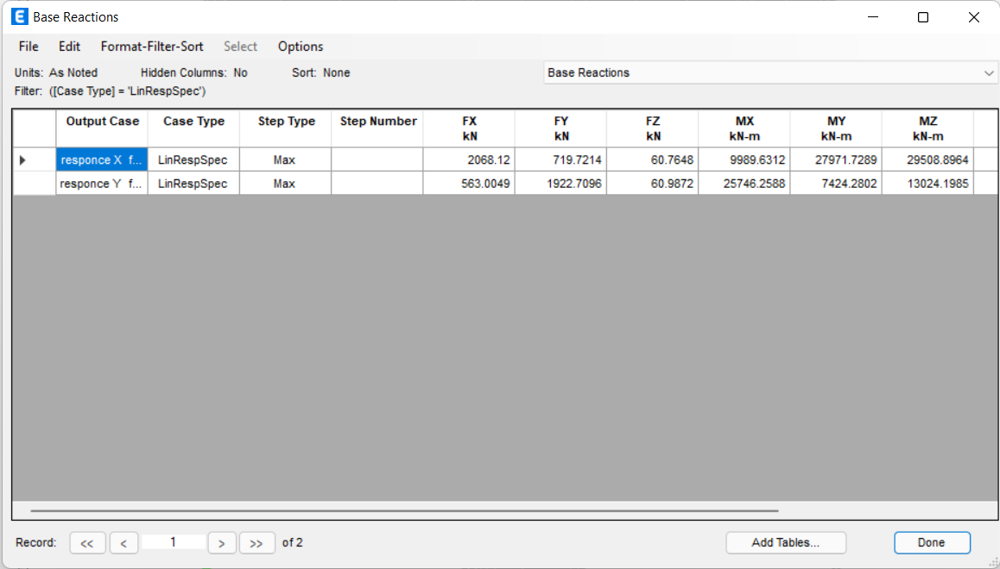 E Base Reactions
File Edit Format-Filter-Sort Select Options
Units: As Noted Hidden Columns: No Sort: None Base Reactions
Filter: ([Case Type] = 'LinRespSpec')
Output Case Case Type Step Type Step Number FX FY FZ MX MY MZ
kN kN kN kN-m kN-m kN-m
responce X f... LinRespSpec Max 2068.12 719.7214 60.7648 9989.6312 27971.7289 29508.8964
responce Y f... LinRespSpec Max 563.0049 1922.7096 60.9872 25746.2588 7424.2802 13024.1985
Record: << < 1 > >> of 2 Add Tables... Done